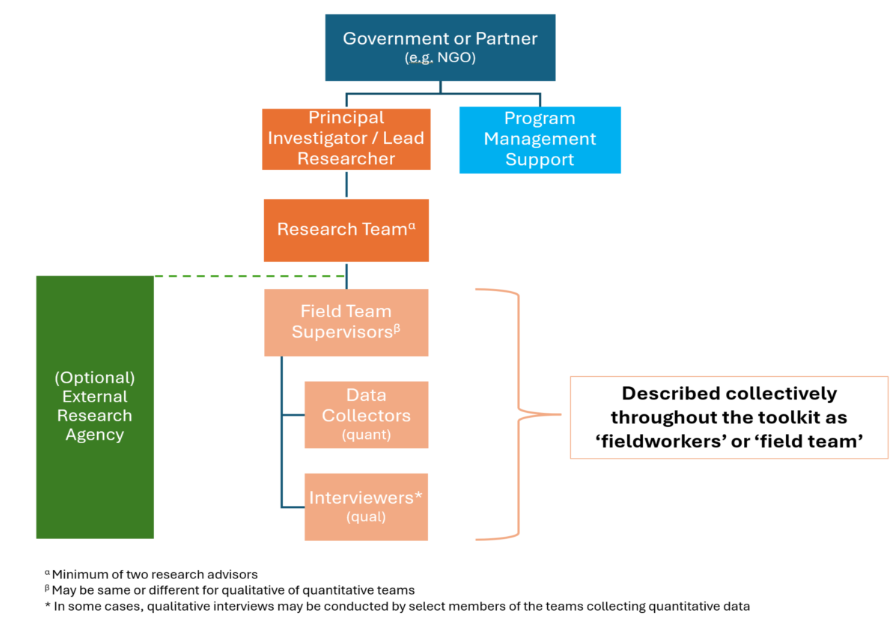 Government or Partner
(e.g. NGO)
Principal
Investigator / Lead
Researcher
Program
Management
Support
Research Teamᵅ
Field Team
Supervisorsᵝ
(Optional)
External
Research
Agency
Data
Collectors
(quant)
Interviewers*
(qual)
Described collectively
throughout the toolkit as
‘fieldworkers’ or ‘field team’
ᵅ Minimum of two research advisors
ᵝ May be same or different for qualitative of quantitative teams
* In some cases, qualitative interviews may be conducted by select members of the teams collecting quantitative data